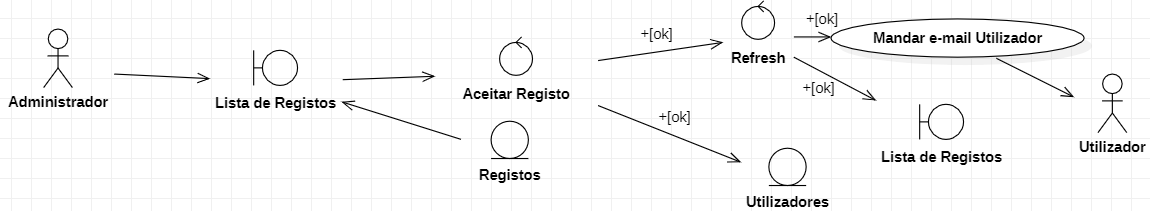 Administrador
Lista de Registos
Aceitar Registo
Registos
+[ok]
+[ok]
Refresh
Utilizadores
+[ok]
+[ok]
Mandar e-mail Utilizador
Lista de Registos
Utilizador